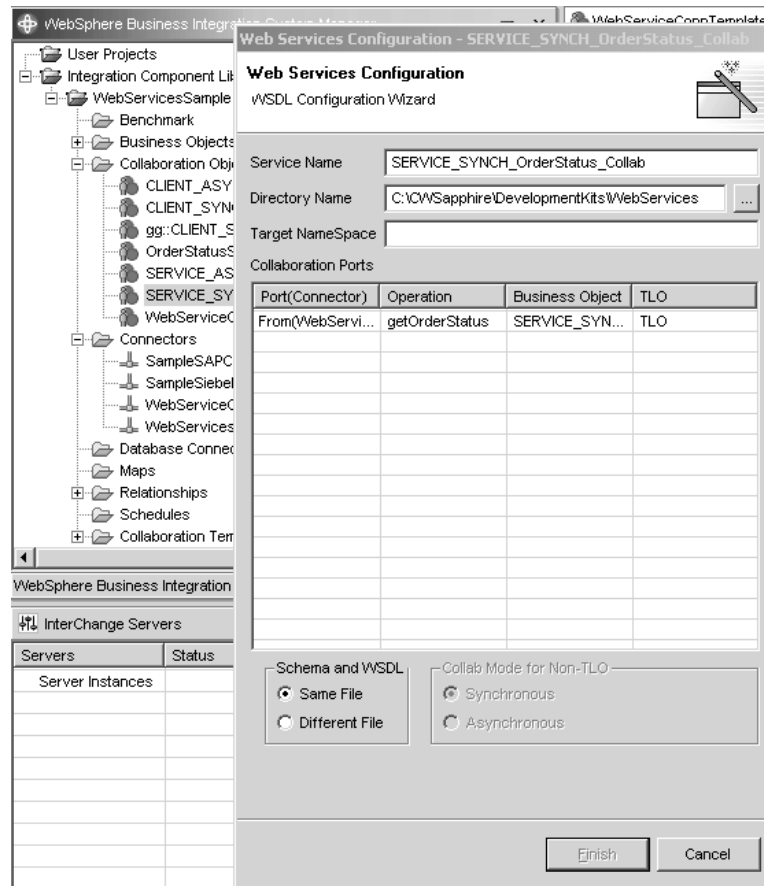 WebSphere Business Integration System Manager
User Projects
Integration Component Lib
WebServicesSample
Benchmark
Business Objects
Collaboration Obje
CLIENT_ASY
CLIENT_SYN
gg::CLIENT_S
OrderStatusS
SERVICE_AS
SERVICE_SY
WebServiceC
Connectors
SampleSAPC
SampleSiebel
WebServiceC
WebServices
Database Connec
Maps
Relationships
Schedules
Collaboration Tem
WebSphere Business Integration
InterChange Servers
Servers Status
Server Instances
WebServiceConnTemplate
Web Services Configuration - SERVICE_SYNCH_OrderStatus_Collab
Web Services Configuration
WSDL Configuration Wizard
Service Name SERVICE_SYNCH_OrderStatus_Collab
Directory Name C:\CWSapphire\DevelopmentKits\WebServices ...
Target NameSpace
Collaboration Ports
Port(Connector) Operation Business Object TLO
From(WebServi... getOrderStatus SERVICE_SYN... TLO
Schema and WSDL
Same File
Different File
Collab Mode for Non-TLO
Synchronous
Asynchronous
Finish Cancel